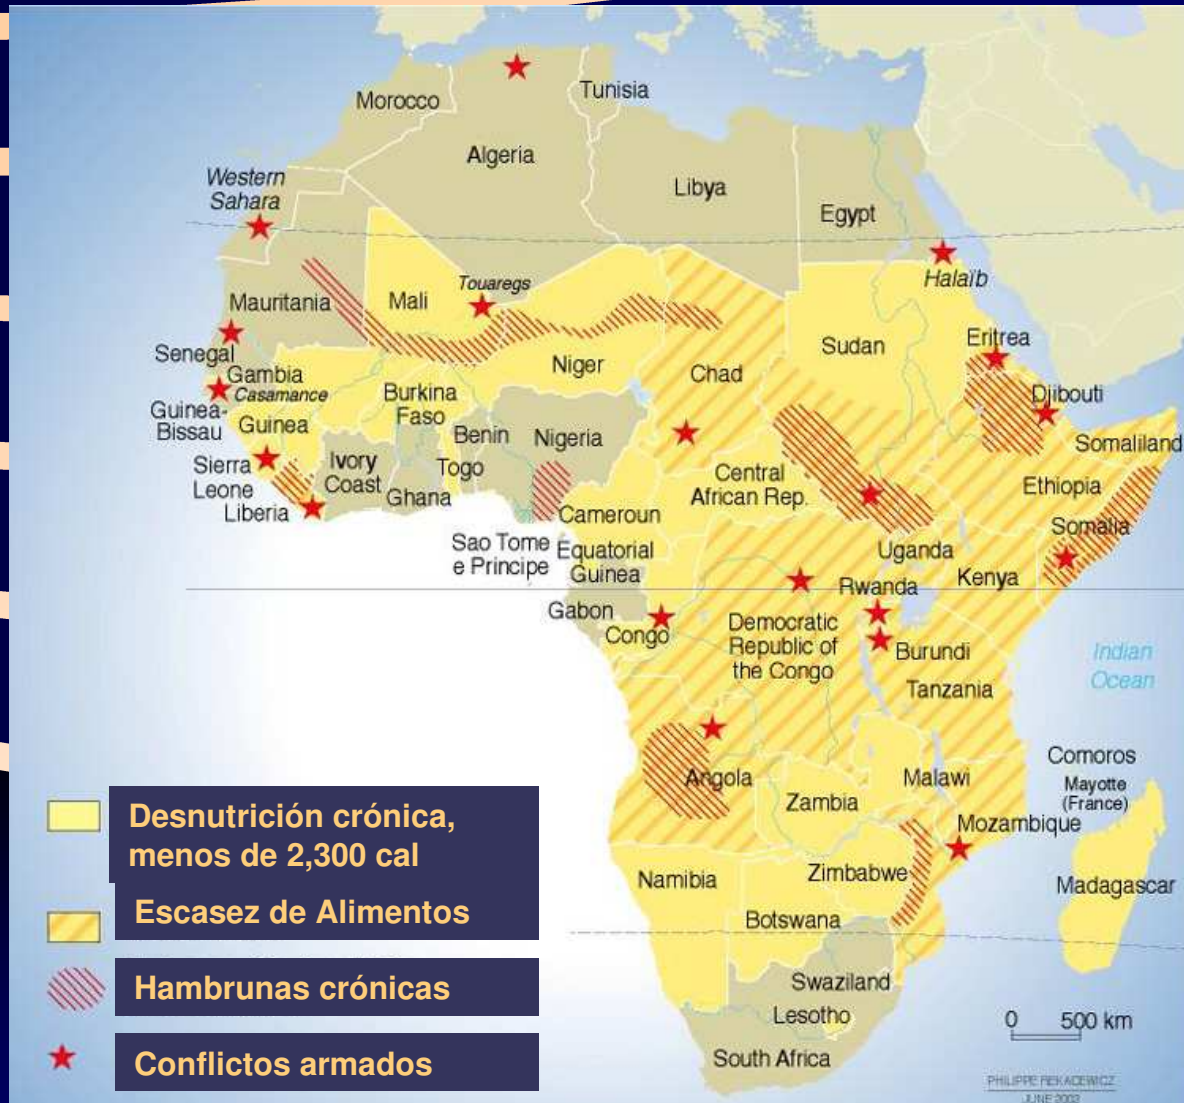 Morocco
Tunisia
Algeria
Western
Sahara
Libya
Egypt
Halaïb
Mauritania
Mali
Touaregs
Niger
Chad
Sudan
Eritrea
Djibouti
Senegal
Gambia
Casamance
Guinea-
Bissau
Guinea
Burkina
Faso
Benin
Nigeria
Somaliland
Sierra
Leone
Liberia
Ivory
Coast
Ghana
Togo
Central
African Rep.
Ethiopia
Cameroun
Somalia
Sao Tome
e Principe
Equatorial
Guinea
Uganda
Kenya
Rwanda
Gabon
Congo
Democratic
Republic of
the Congo
Burundi
Tanzania
Indian
Ocean
Angola
Zambia
Malawi
Comoros
Mayotte
(France)
Mozambique
Namibia
Zimbabwe
Botswana
Madagascar
Swaziland
Lesotho
South Africa
0 500 km
PHILIPPE REKACEWICZ
JUNE 2003
Desnutrición crónica,
menos de 2,300 cal
Escasez de Alimentos
Hambrunas crónicas
Conflictos armados